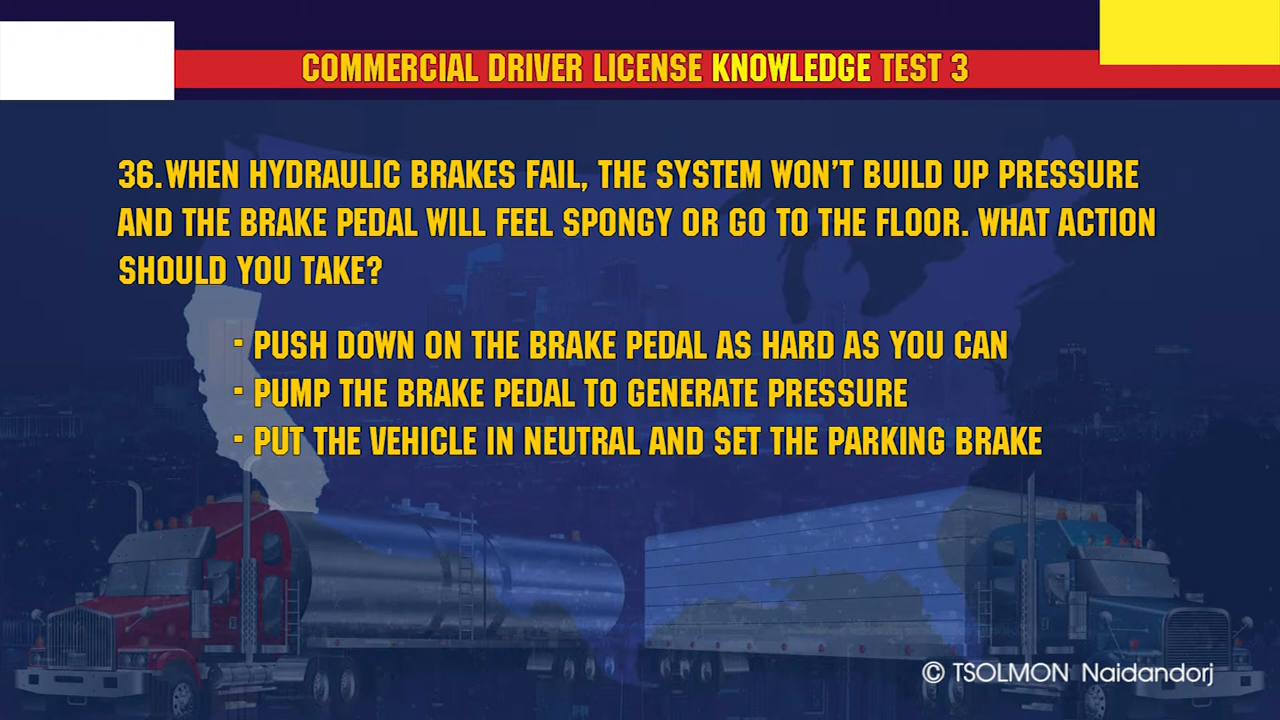 COMMERCIAL DRIVER LICENSE KNOWLEDGE TEST 3
36.WHEN HYDRAULIC BRAKES FAIL, THE SYSTEM WON'T BUILD UP PRESSURE
AND THE BRAKE PEDAL WILL FEEL SPONGY OR GO TO THE FLOOR. WHAT ACTION
SHOULD YOU TAKE?
- PUSH DOWN ON THE BRAKE PEDAL AS HARD AS YOU CAN
- PUMP THE BRAKE PEDAL TO GENERATE PRESSURE
- PUT THE VEHICLE IN NEUTRAL AND SET THE PARKING BRAKE
© TSOLMON Naidandorj